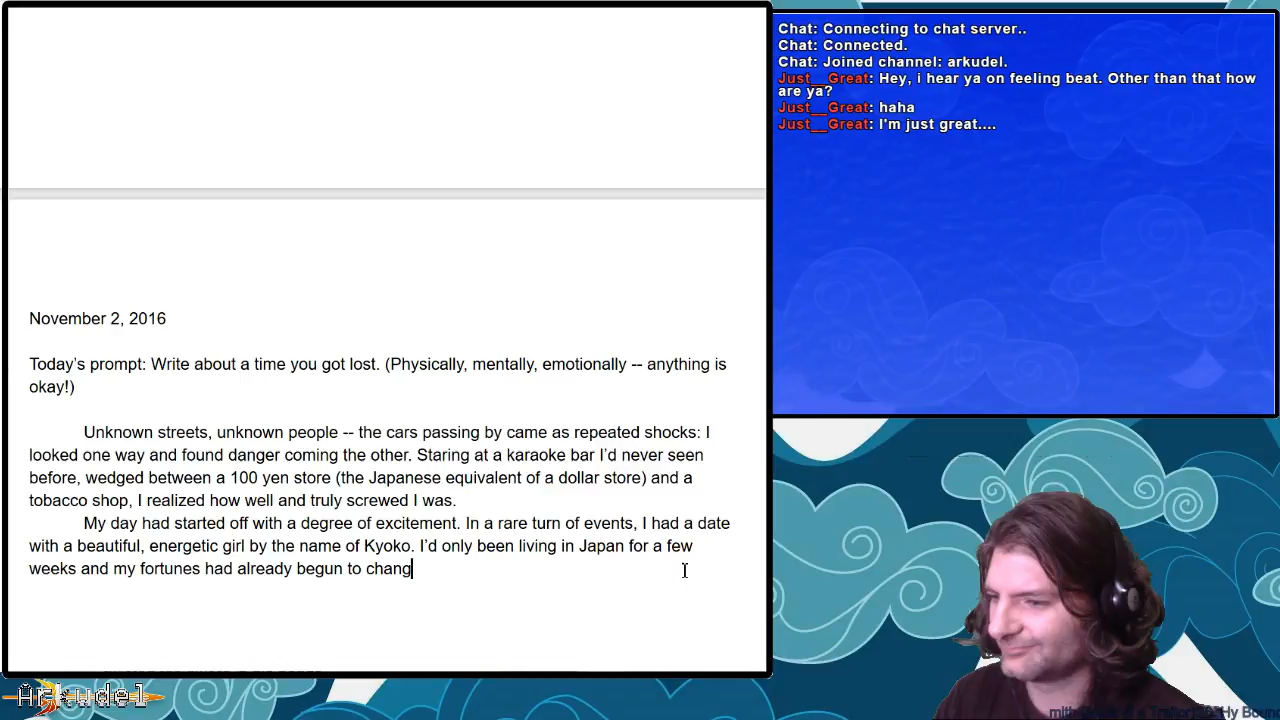 Chat: Connecting to chat server..
Chat: Connected.
Chat: Joined channel: arkudel.
Just__Great: Hey, i hear ya on feeling beat. Other than that how
are ya?
Just__Great: haha
Just__Great: I'm just great....
November 2, 2016
Today's prompt: Write about a time you got lost. (Physically, mentally, emotionally -- anything is
okay!)
Unknown streets, unknown people -- the cars passing by came as repeated shocks: I
looked one way and found danger coming the other. Staring at a karaoke bar I'd never seen
before, wedged between a 100 yen store (the Japanese equivalent of a dollar store) and a
tobacco shop, I realized how well and truly screwed I was.
My day had started off with a degree of excitement. In a rare turn of events, I had a date
with a beautiful, energetic girl by the name of Kyoko. I'd only been living in Japan for a few
weeks and my fortunes had already begun to chang
Arkudel